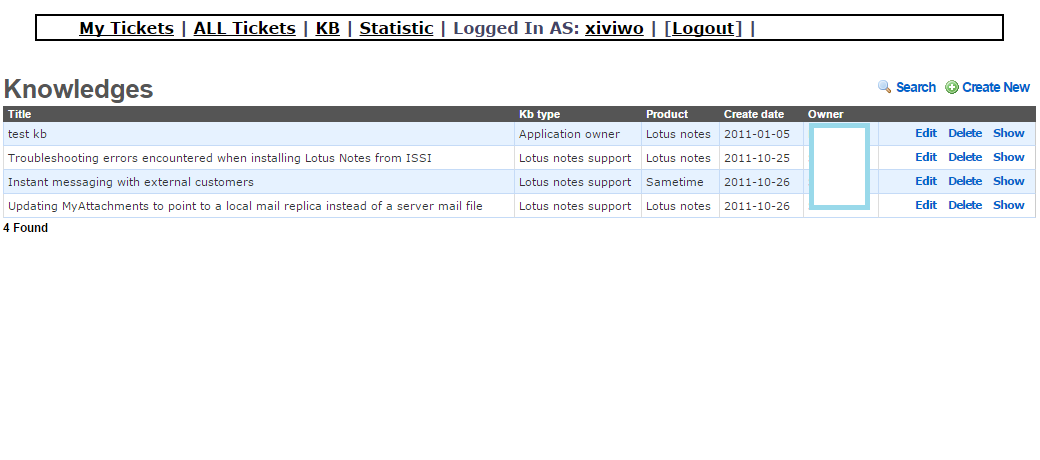 My Tickets | ALL Tickets | KB | Statistic | Logged In AS: xiviwo | [Logout] |
Knowledges Search Create New
Title Kb type Product Create date Owner
test kb Application owner Lotus notes 2011-01-05 Edit Delete Show
Troubleshooting errors encountered when installing Lotus Notes from ISSI Lotus notes support Lotus notes 2011-10-25 Edit Delete Show
Instant messaging with external customers Lotus notes support Sametime 2011-10-26 Edit Delete Show
Updating MyAttachments to point to a local mail replica instead of a server mail file Lotus notes support Lotus notes 2011-10-26 Edit Delete Show
4 Found